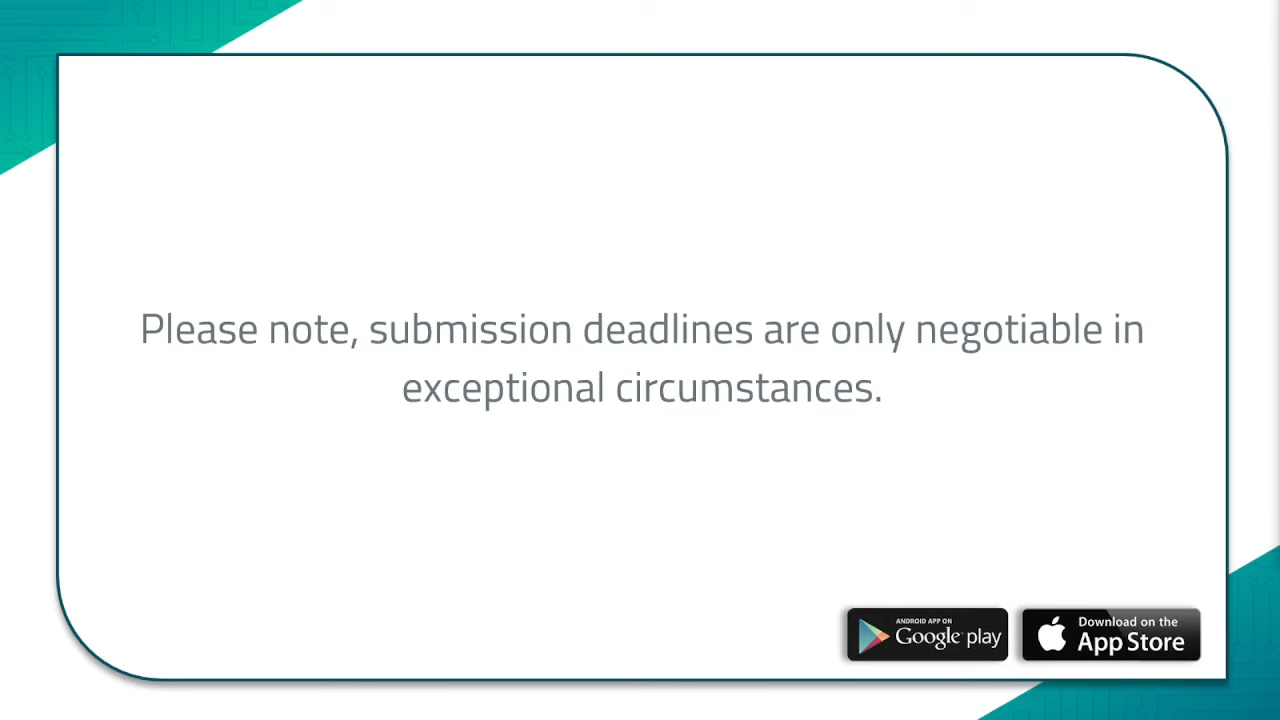 Please note, submission deadlines are only negotiable in
exceptional circumstances.
ANDROID APP ON
Google play
Download on the
App Store